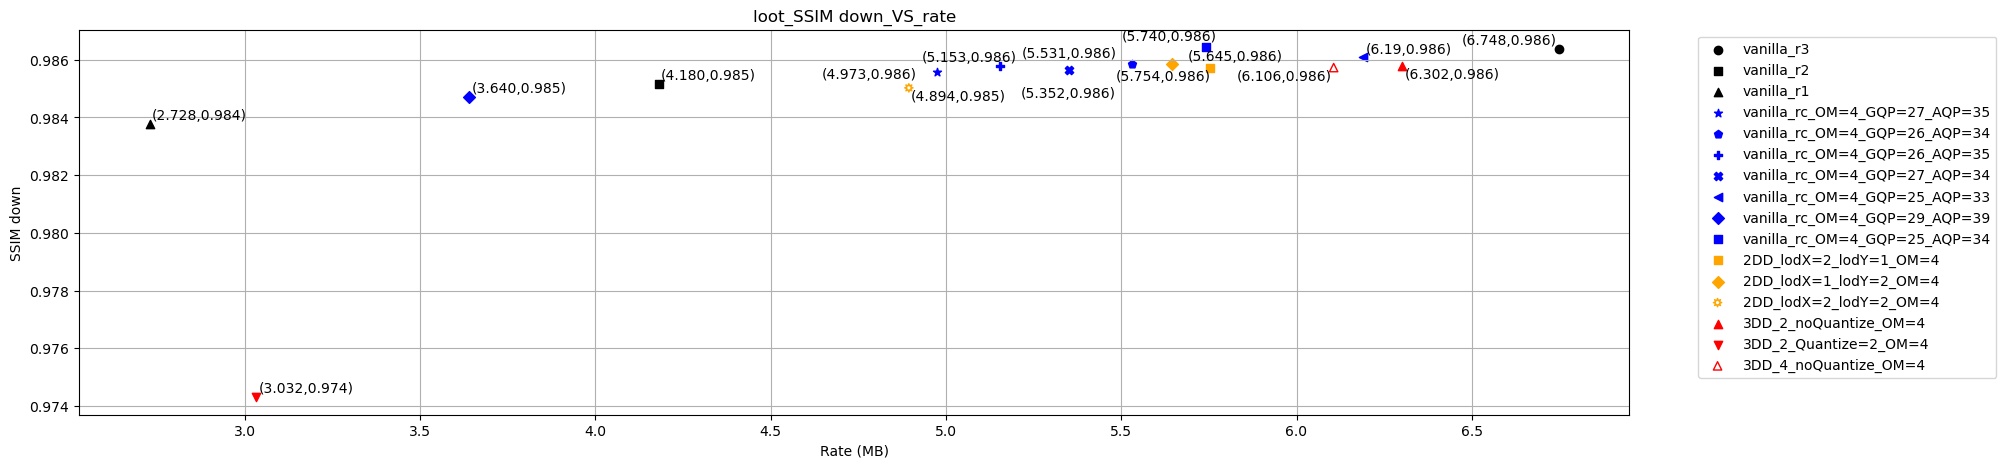 loot_SSIM down_VS_rate
SSIM down
0.986
0.984
0.982
0.980
0.978
0.976
0.974
(2.728,0.984)
(3.032,0.974)
(3.640,0.985)
(4.180,0.985)
(4.973,0.986)
(4.894,0.985)
(5.153,0.986)
(5.531,0.986)
(5.352,0.986)
(5.740,0.986)
(5.645,0.986)
(5.754,0.986)
(6.106,0.986)
(6.19,0.986)
(6.302,0.986)
(6.748,0.986)
3.0
3.5
4.0
4.5
5.0
5.5
6.0
6.5
Rate (MB)
vanilla_r3
vanilla_r2
vanilla_r1
vanilla_rc_OM=4_GQP=27_AQP=35
vanilla_rc_OM=4_GQP=26_AQP=34
vanilla_rc_OM=4_GQP=26_AQP=35
vanilla_rc_OM=4_GQP=27_AQP=34
vanilla_rc_OM=4_GQP=25_AQP=33
vanilla_rc_OM=4_GQP=29_AQP=39
vanilla_rc_OM=4_GQP=25_AQP=34
2DD_lodX=2_lodY=1_OM=4
2DD_lodX=1_lodY=2_OM=4
2DD_lodX=2_lodY=2_OM=4
3DD_2_noQuantize_OM=4
3DD_2_Quantize=2_OM=4
3DD_4_noQuantize_OM=4